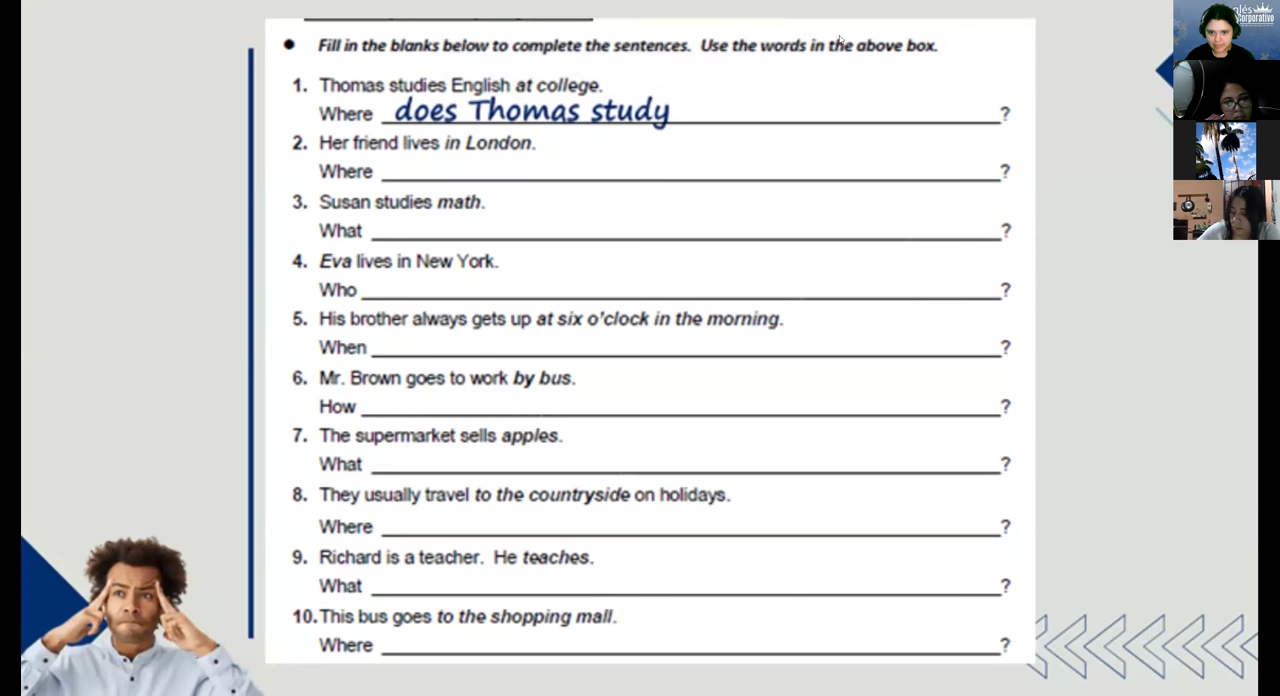 Fill in the blanks below to complete the sentences. Use the words in the above box.
1. Thomas studies English at college.
Where does Thomas study ?
2. Her friend lives in London.
Where ?
3. Susan studies math.
What ?
4. Eva lives in New York.
Who ?
5. His brother always gets up at six o'clock in the morning.
When ?
6. Mr. Brown goes to work by bus.
How ?
7. The supermarket sells apples.
What ?
8. They usually travel to the countryside on holidays.
Where ?
9. Richard is a teacher. He teaches.
What ?
10. This bus goes to the shopping mall.
Where ?